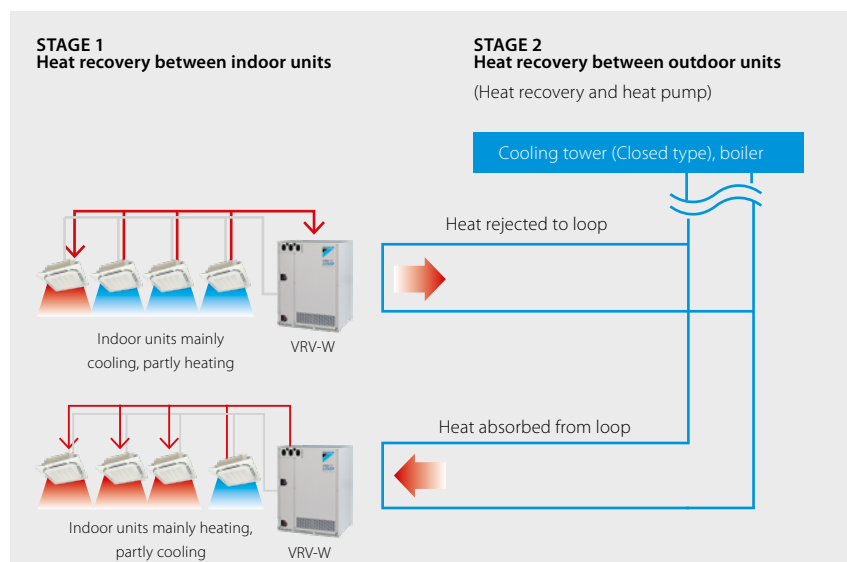 STAGE 1
Heat recovery between indoor units
STAGE 2
Heat recovery between outdoor units
(Heat recovery and heat pump)
Cooling tower (Closed type), boiler
Heat rejected to loop
Indoor units mainly
cooling, partly heating
VRV-W
Heat absorbed from loop
Indoor units mainly heating,
partly cooling
VRV-W